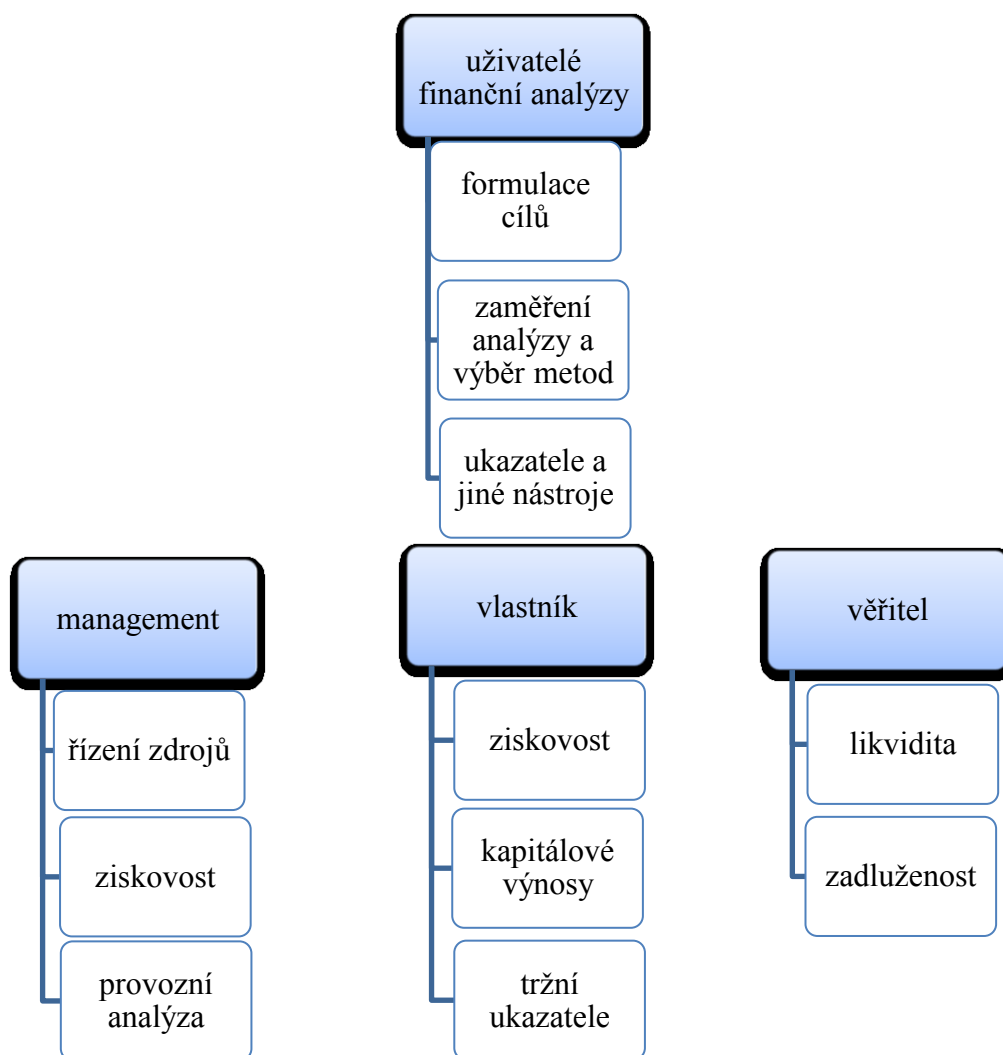 uživatelé
finanční analýzy
formulace
cílů
zaměření
analýzy a
výběr metod
ukazatele a
jiné nástroje
management
řízení zdrojů
ziskovost
provozní
analýza
vlastník
ziskovost
kapitálové
výnosy
tržní
ukazatele
věřitel
likvidita
zadluženost